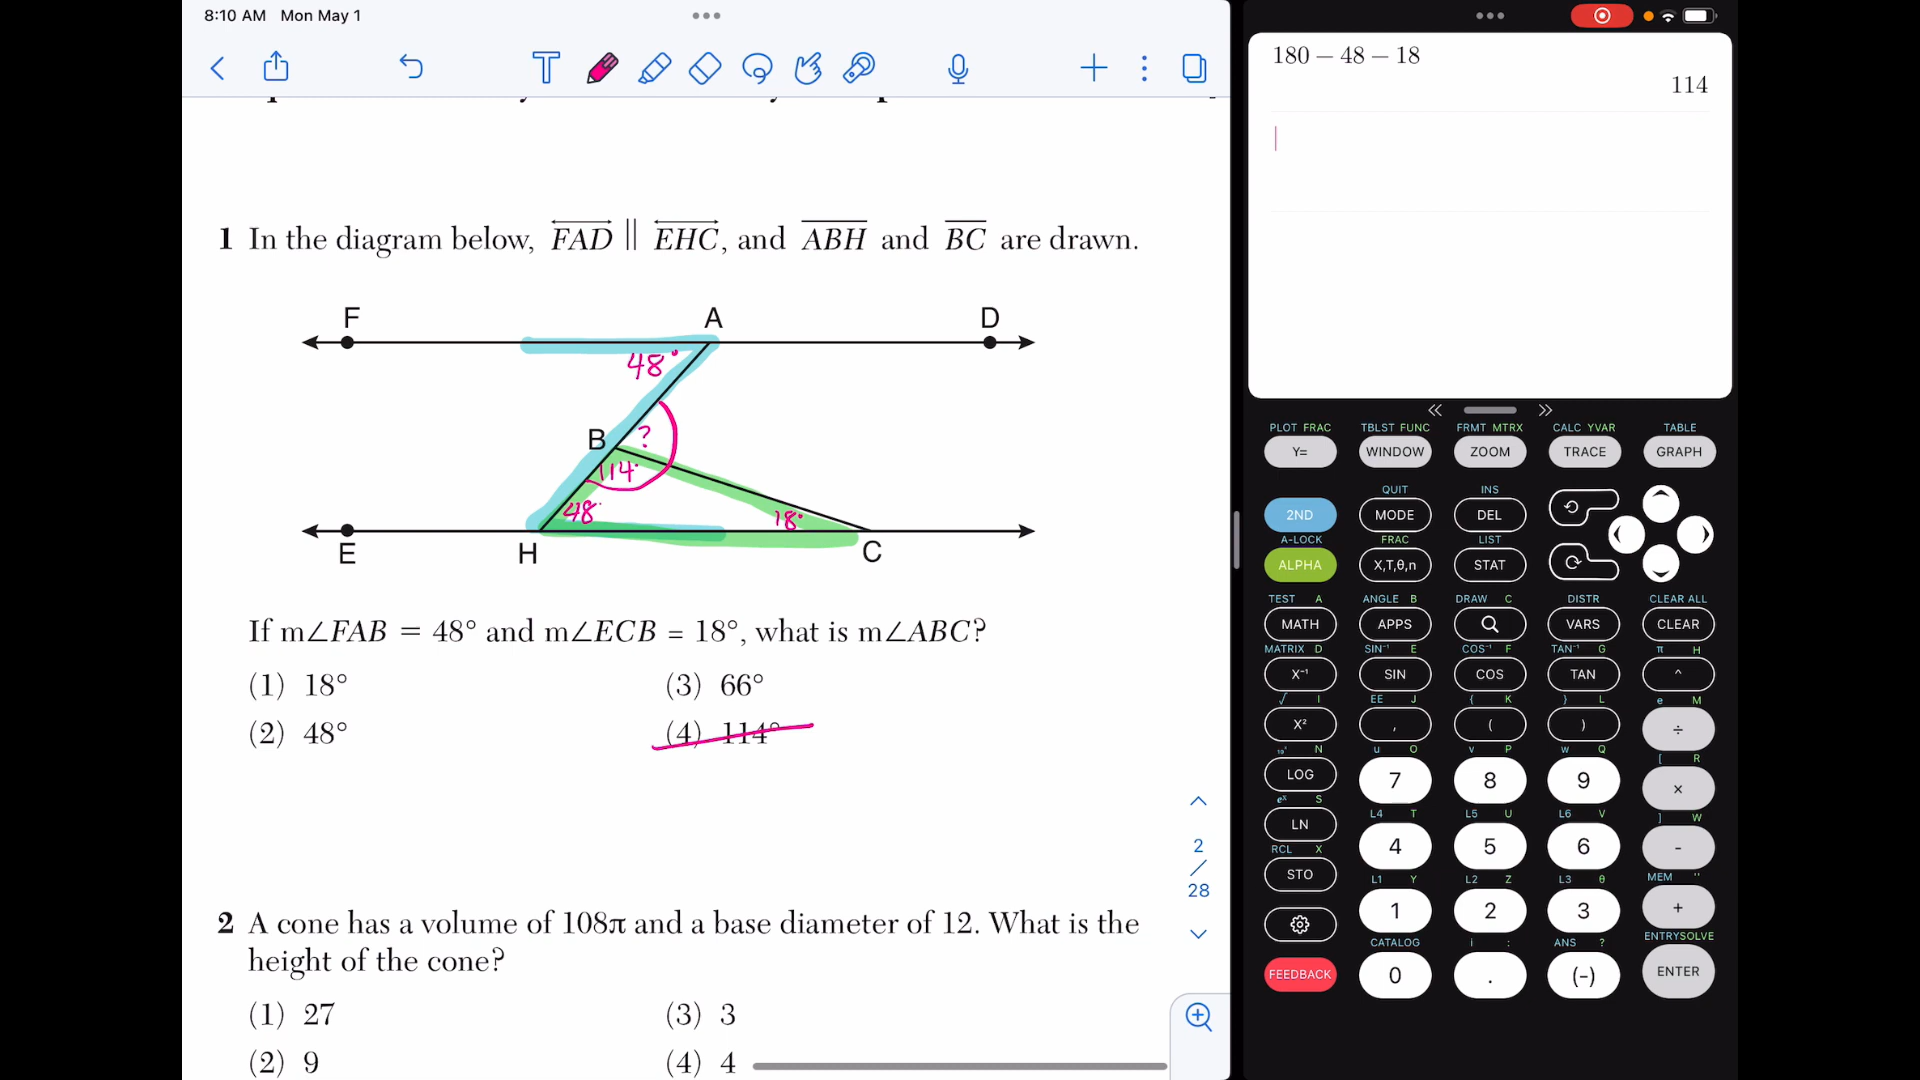 8:10 AM Mon May 1
180 – 48 – 18
114
1 In the diagram below, FAD || EHC, and ABH and BC are drawn.
F A D
48°
B ?
114°
48° 18°
E H C
If m∠FAB = 48° and m∠ECB = 18°, what is m∠ABC?
(1) 18° (3) 66°
(2) 48° (4) 114°
2
28
2 A cone has a volume of 108π and a base diameter of 12. What is the
height of the cone?
(1) 27 (3) 3
(2) 9 (4) 4
PLOT FRAC TBLST FUNC FRMT MTRX CALC YVAR TABLE
Y= WINDOW ZOOM TRACE GRAPH
QUIT INS
2ND MODE DEL
A-LOCK FRAC LIST
ALPHA X,T,θ,n STAT
TEST A ANGLE B DRAW C DISTR CLEAR ALL
MATH APPS VARS CLEAR
MATRIX D SIN⁻¹ E COS⁻¹ F TAN⁻¹ G π H
X⁻¹ SIN COS TAN ^
√ I EE J { K } L e M
X² , ( ) ÷
10ˣ N u O v P w Q [ R
LOG 7 8 9 ×
eˣ S L4 T L5 U L6 V ] W
LN 4 5 6 -
RCL X L1 Y L2 Z L3 θ MEM "
STO 1 2 3 +
CATALOG i : ANS ? ENTRY SOLVE
FEEDBACK 0 . (-) ENTER